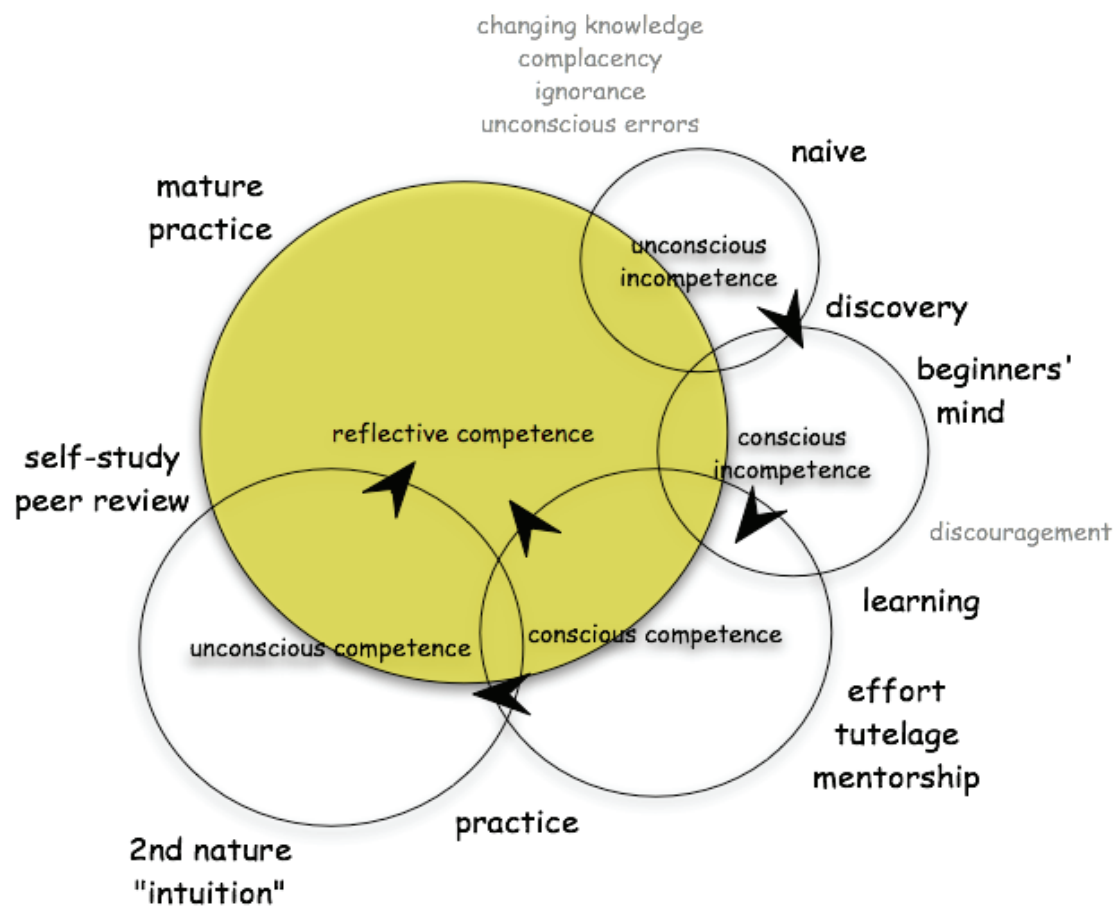 changing knowledge
complacency
ignorance
unconscious errors
naive
mature
practice
unconscious
incompetence
discovery
beginners'
mind
reflective competence
conscious
incompetence
self-study
peer review
discouragement
learning
unconscious competence
conscious competence
effort
tutelage
mentorship
practice
2nd nature
"intuition"